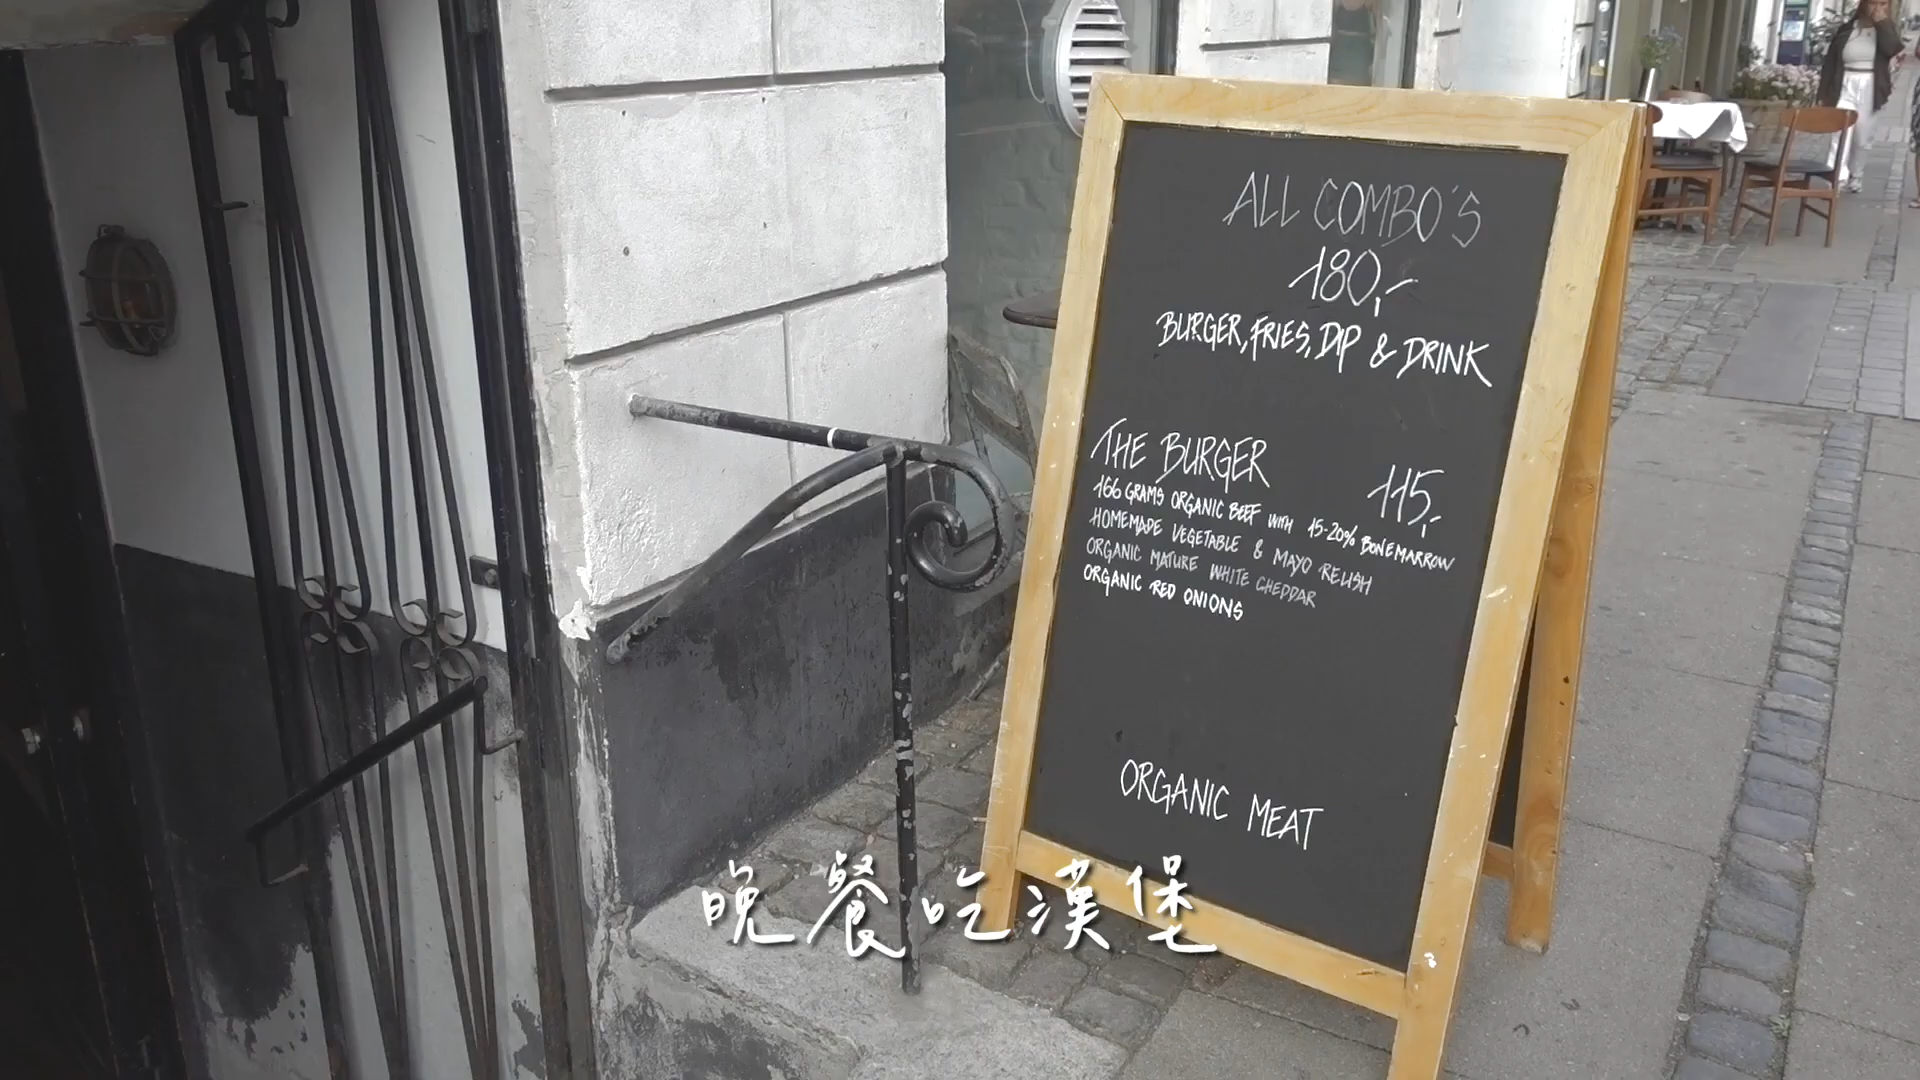 ALL COMBO'S
180,-
BURGER, FRIES, DIP & DRINK
THE BURGER 115,-
166 GRAMS ORGANIC BEEF WITH 15-20% BONEMARROW
HOMEMADE VEGETABLE & MAYO RELISH
ORGANIC MATURE WHITE CHEDDAR
ORGANIC RED ONIONS
ORGANIC MEAT
晚餐吃漢堡